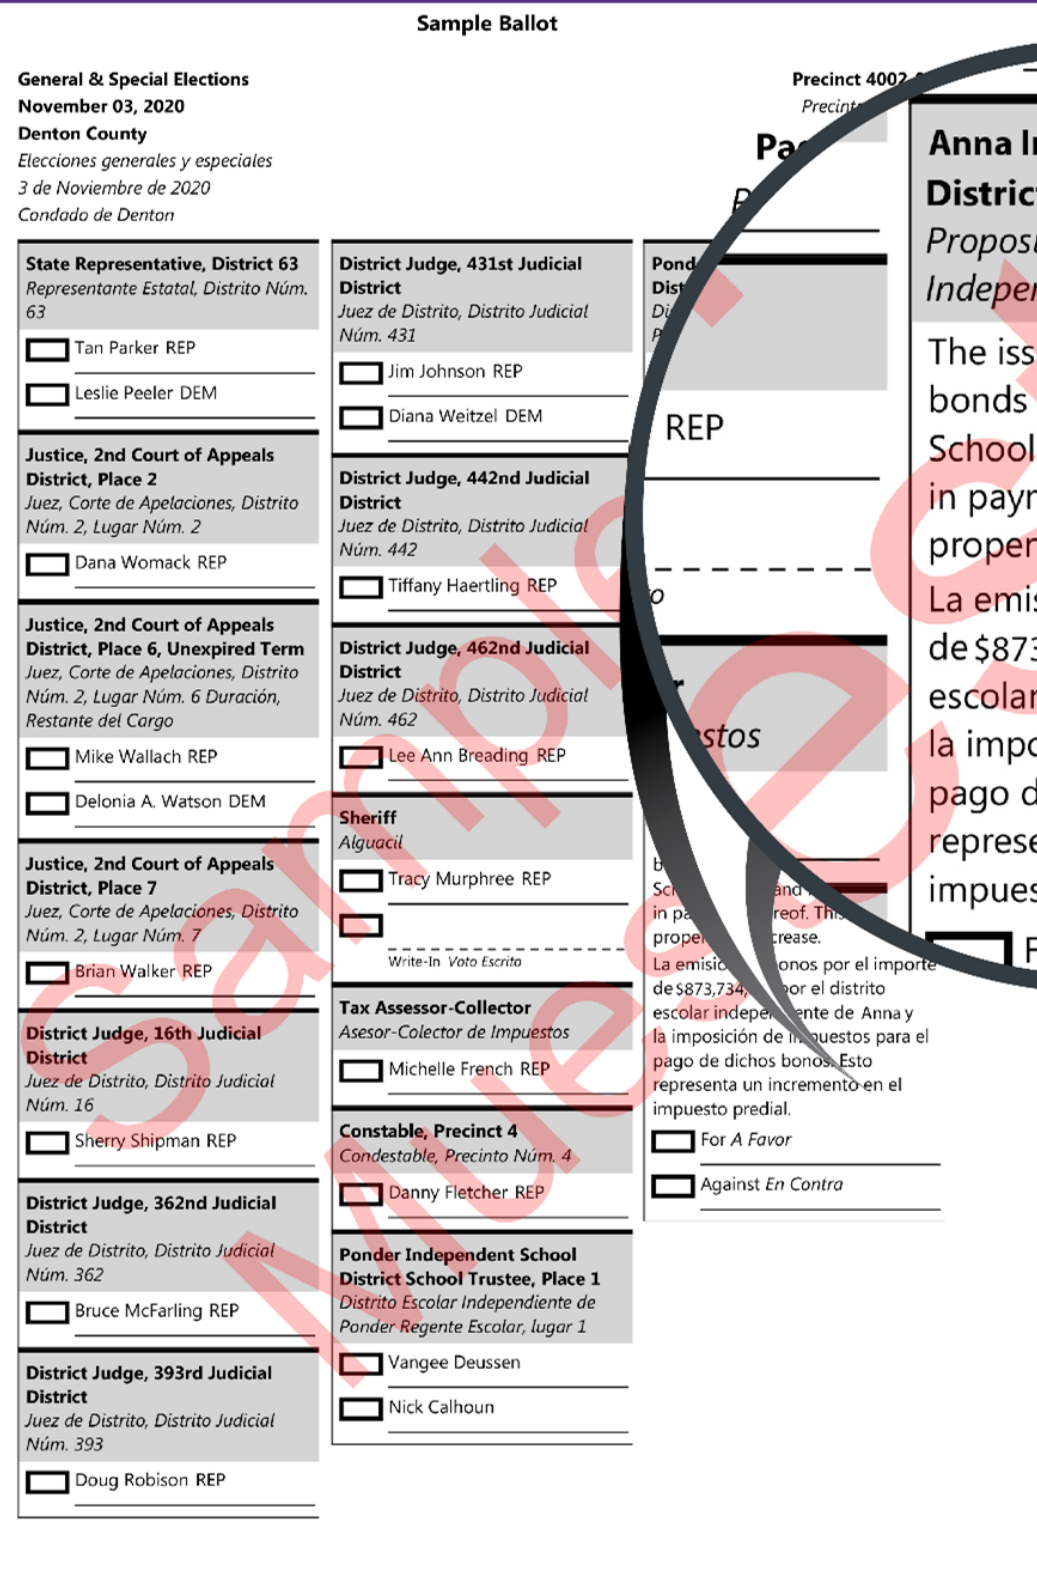 Sample Ballot
General & Special Elections
November 03, 2020
Denton County
Elecciones generales y especiales
3 de Noviembre de 2020
Condado de Denton
Precinct 4002
State Representative, District 63
Representante Estatal, Distrito Núm.
63
Tan Parker REP
Leslie Peeler DEM
Justice, 2nd Court of Appeals
District, Place 2
Juez, Corte de Apelaciones, Distrito
Núm. 2, Lugar Núm. 2
Dana Womack REP
Justice, 2nd Court of Appeals
District, Place 6, Unexpired Term
Juez, Corte de Apelaciones, Distrito
Núm. 2, Lugar Núm. 6 Duración,
Restante del Cargo
Mike Wallach REP
Delonia A. Watson DEM
Justice, 2nd Court of Appeals
District, Place 7
Juez, Corte de Apelaciones, Distrito
Núm. 2, Lugar Núm. 7
Brian Walker REP
District Judge, 16th Judicial
District
Juez de Distrito, Distrito Judicial
Núm. 16
Sherry Shipman REP
District Judge, 362nd Judicial
District
Juez de Distrito, Distrito Judicial
Núm. 362
Bruce McFarling REP
District Judge, 393rd Judicial
District
Juez de Distrito, Distrito Judicial
Núm. 393
Doug Robison REP
District Judge, 431st Judicial
District
Juez de Distrito, Distrito Judicial
Núm. 431
Jim Johnson REP
Diana Weitzel DEM
District Judge, 442nd Judicial
District
Juez de Distrito, Distrito Judicial
Núm. 442
Tiffany Haertling REP
District Judge, 462nd Judicial
District
Juez de Distrito, Distrito Judicial
Núm. 462
Lee Ann Breading REP
Sheriff
Alguacil
Tracy Murphree REP
Write-In Voto Escrito
Tax Assessor-Collector
Asesor-Colector de Impuestos
Michelle French REP
Constable, Precinct 4
Condestable, Precinto Núm. 4
Danny Fletcher REP
Ponder Independent School
District School Trustee, Place 1
Distrito Escolar Independiente de
Ponder Regente Escolar, lugar 1
Vangee Deussen
Nick Calhoun
Pond
Dist
REP
Anna
District
The
bonds
School
in
La
de $873
la
pago
in
La
de $873,734, por el distrito
escolar de Anna y
la imposición de impuestos para el
pago de dichos bonos. Esto
representa un incremento en el
impuesto predial.
For A Favor
Against En Contra
Sample
Muestra